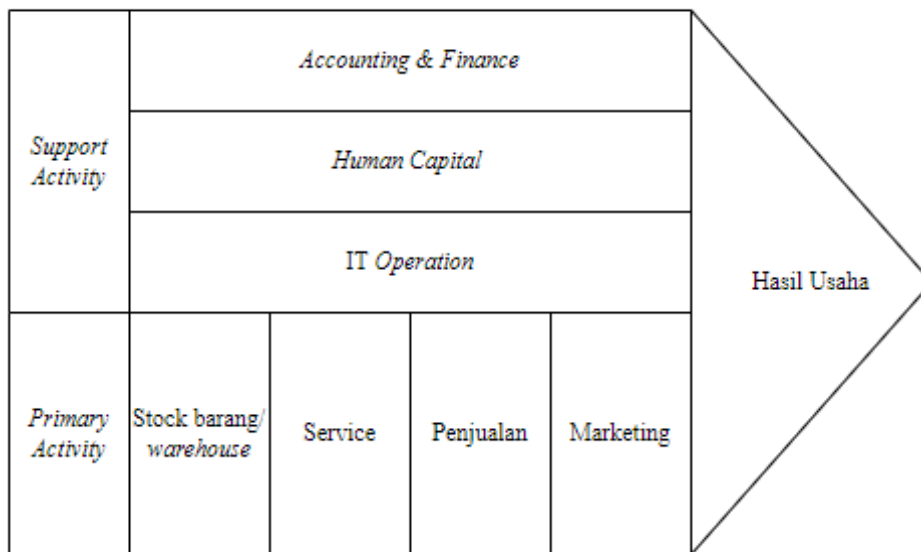 Accounting & Finance
Support
Activity
Human Capital
IT Operation
Hasil Usaha
Primary
Activity
Stock barang/
warehouse
Service
Penjualan
Marketing